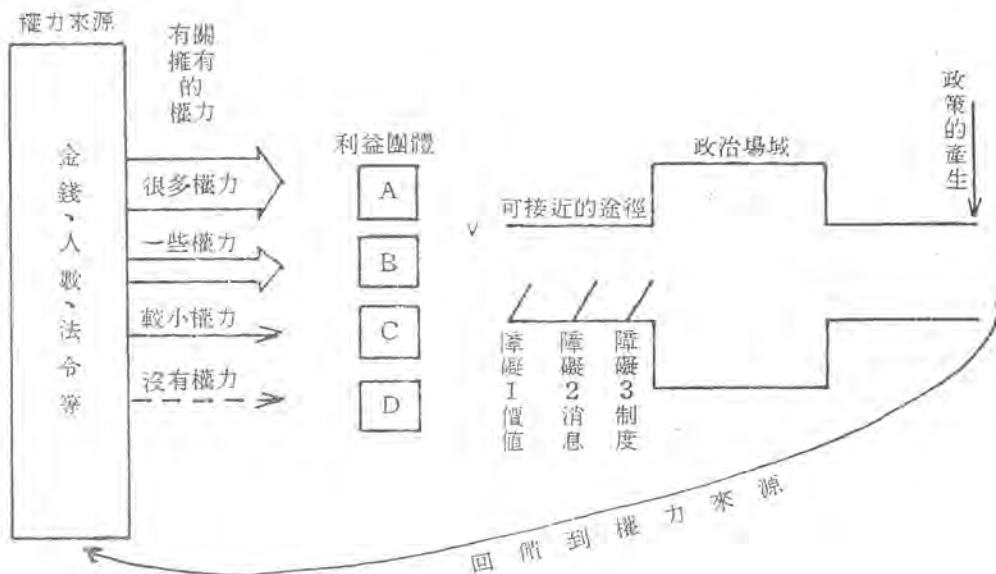 權力來源
有關
擁有
的
權力
金錢、人數、法令等
很多權力
一些權力
較小權力
沒有權力
利益團體
A
B
C
D
可接近的途徑
障礙1價值
障礙2消息
障礙3制度
政治場域
政策的產生
回饋到權力來源